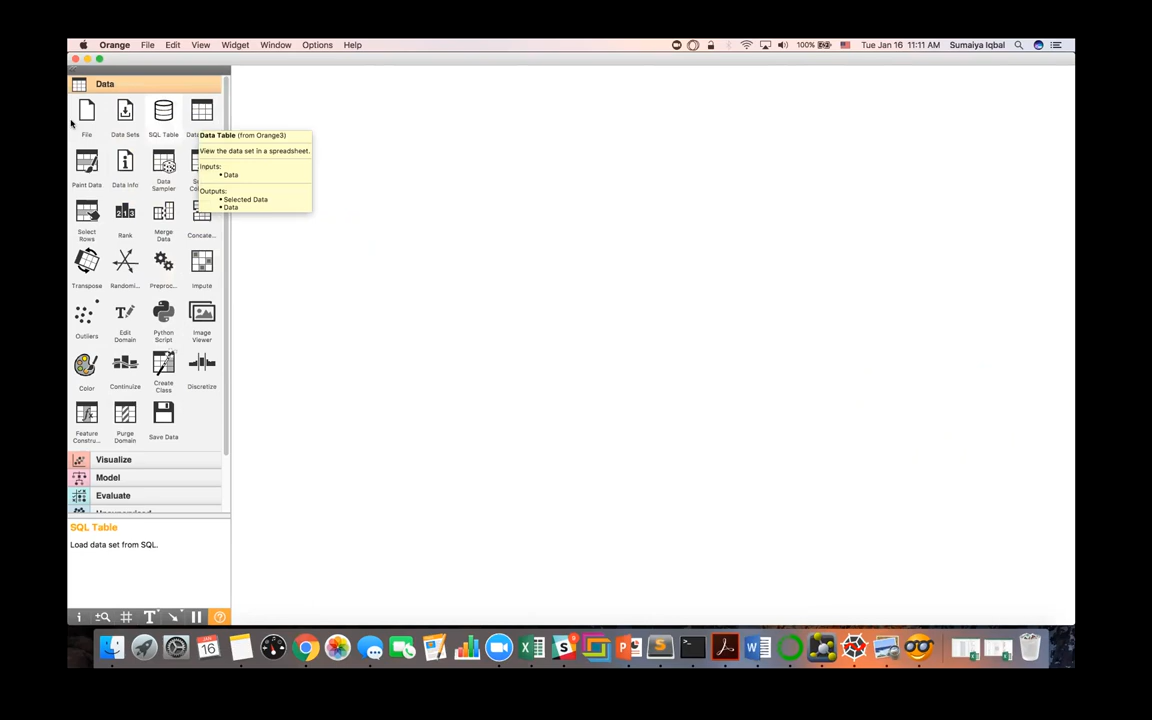 Orange File Edit View Widget Window Options Help 100% Tue Jan 16 11:11 AM Sumaiya Iqbal
Data
File Data Sets SQL Table
Data Table (from Orange3)
View the data set in a spreadsheet.
Inputs:
• Data
Outputs:
• Selected Data
• Data
Paint Data Data Info Data Sampler
Select Rows Rank Merge Data Concate...
Transpose Randomi... Preproc... Impute
Outliers Edit Domain Python Script Image Viewer
Color Continuize Create Class Discretize
Feature Constru... Purge Domain Save Data
Visualize
Model
Evaluate
SQL Table
Load data set from SQL.
JAN
16